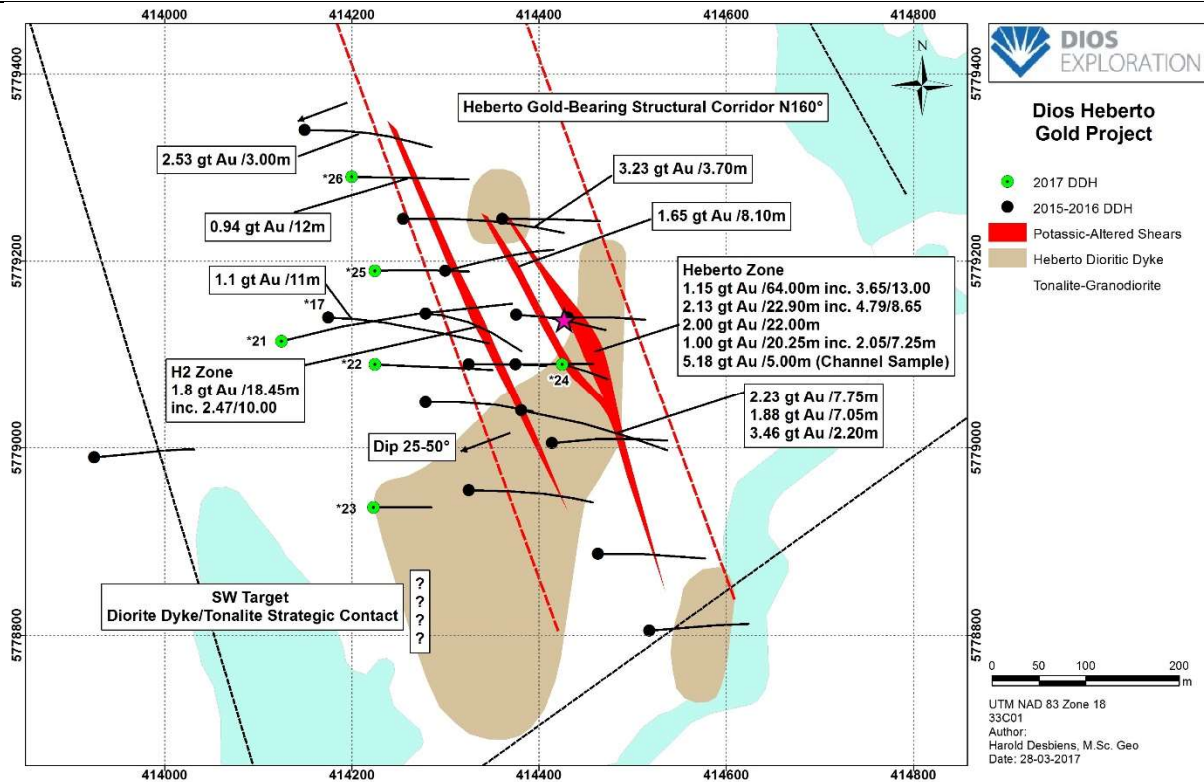 414000
414200
414400
414600
414800
5779400
5779200
5779000
5778800
Heberto Gold-Bearing Structural Corridor N160°
2.53 gt Au /3.00m
*26
3.23 gt Au /3.70m
0.94 gt Au /12m
1.65 gt Au /8.10m
*25
1.1 gt Au /11m
*17
Heberto Zone
1.15 gt Au /64.00m inc. 3.65/13.00
2.13 gt Au /22.90m inc. 4.79/8.65
2.00 gt Au /22.00m
1.00 gt Au /20.25m inc. 2.05/7.25m
5.18 gt Au /5.00m (Channel Sample)
*21
*22
*24
H2 Zone
1.8 gt Au /18.45m
inc. 2.47/10.00
2.23 gt Au /7.75m
1.88 gt Au /7.05m
3.46 gt Au /2.20m
Dip 25-50°
*23
SW Target
Diorite Dyke/Tonalite Strategic Contact
?
?
?
?
414000
414200
414400
414600
414800
5779400
5779200
5779000
5778800
N
DIOS
EXPLORATION
Dios Heberto
Gold Project
2017 DDH
2015-2016 DDH
Potassic-Altered Shears
Heberto Dioritic Dyke
Tonalite-Granodiorite
0 50 100 200
m
UTM NAD 83 Zone 18
33C01
Author:
Harold Desbiens, M.Sc. Geo
Date: 28-03-2017